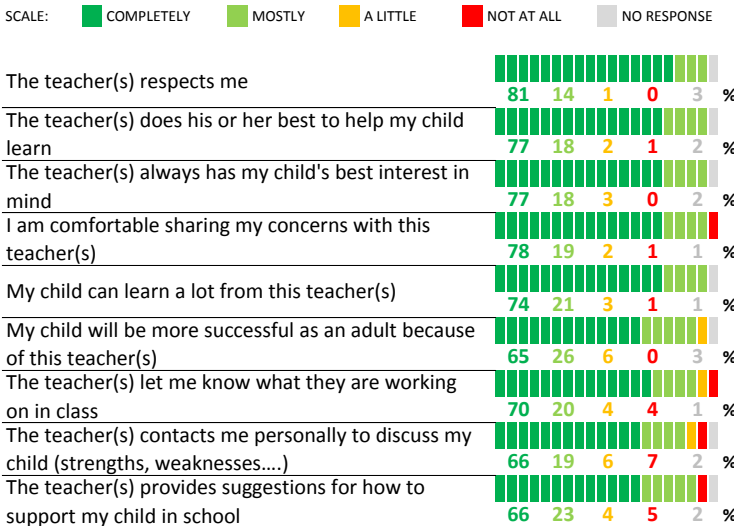 SCALE: COMPLETELY MOSTLY A LITTLE NOT AT ALL NO RESPONSE
The teacher(s) respects me
81 14 1 0 3 %
The teacher(s) does his or her best to help my child
learn
77 18 2 1 2 %
The teacher(s) always has my child's best interest in
mind
77 18 3 0 2 %
I am comfortable sharing my concerns with this
teacher(s)
78 19 2 1 1 %
My child can learn a lot from this teacher(s)
74 21 3 1 1 %
My child will be more successful as an adult because
of this teacher(s)
65 26 6 0 3 %
The teacher(s) let me know what they are working
on in class
70 20 4 4 1 %
The teacher(s) contacts me personally to discuss my
child (strengths, weaknesses....)
66 19 6 7 2 %
The teacher(s) provides suggestions for how to
support my child in school
66 23 4 5 2 %